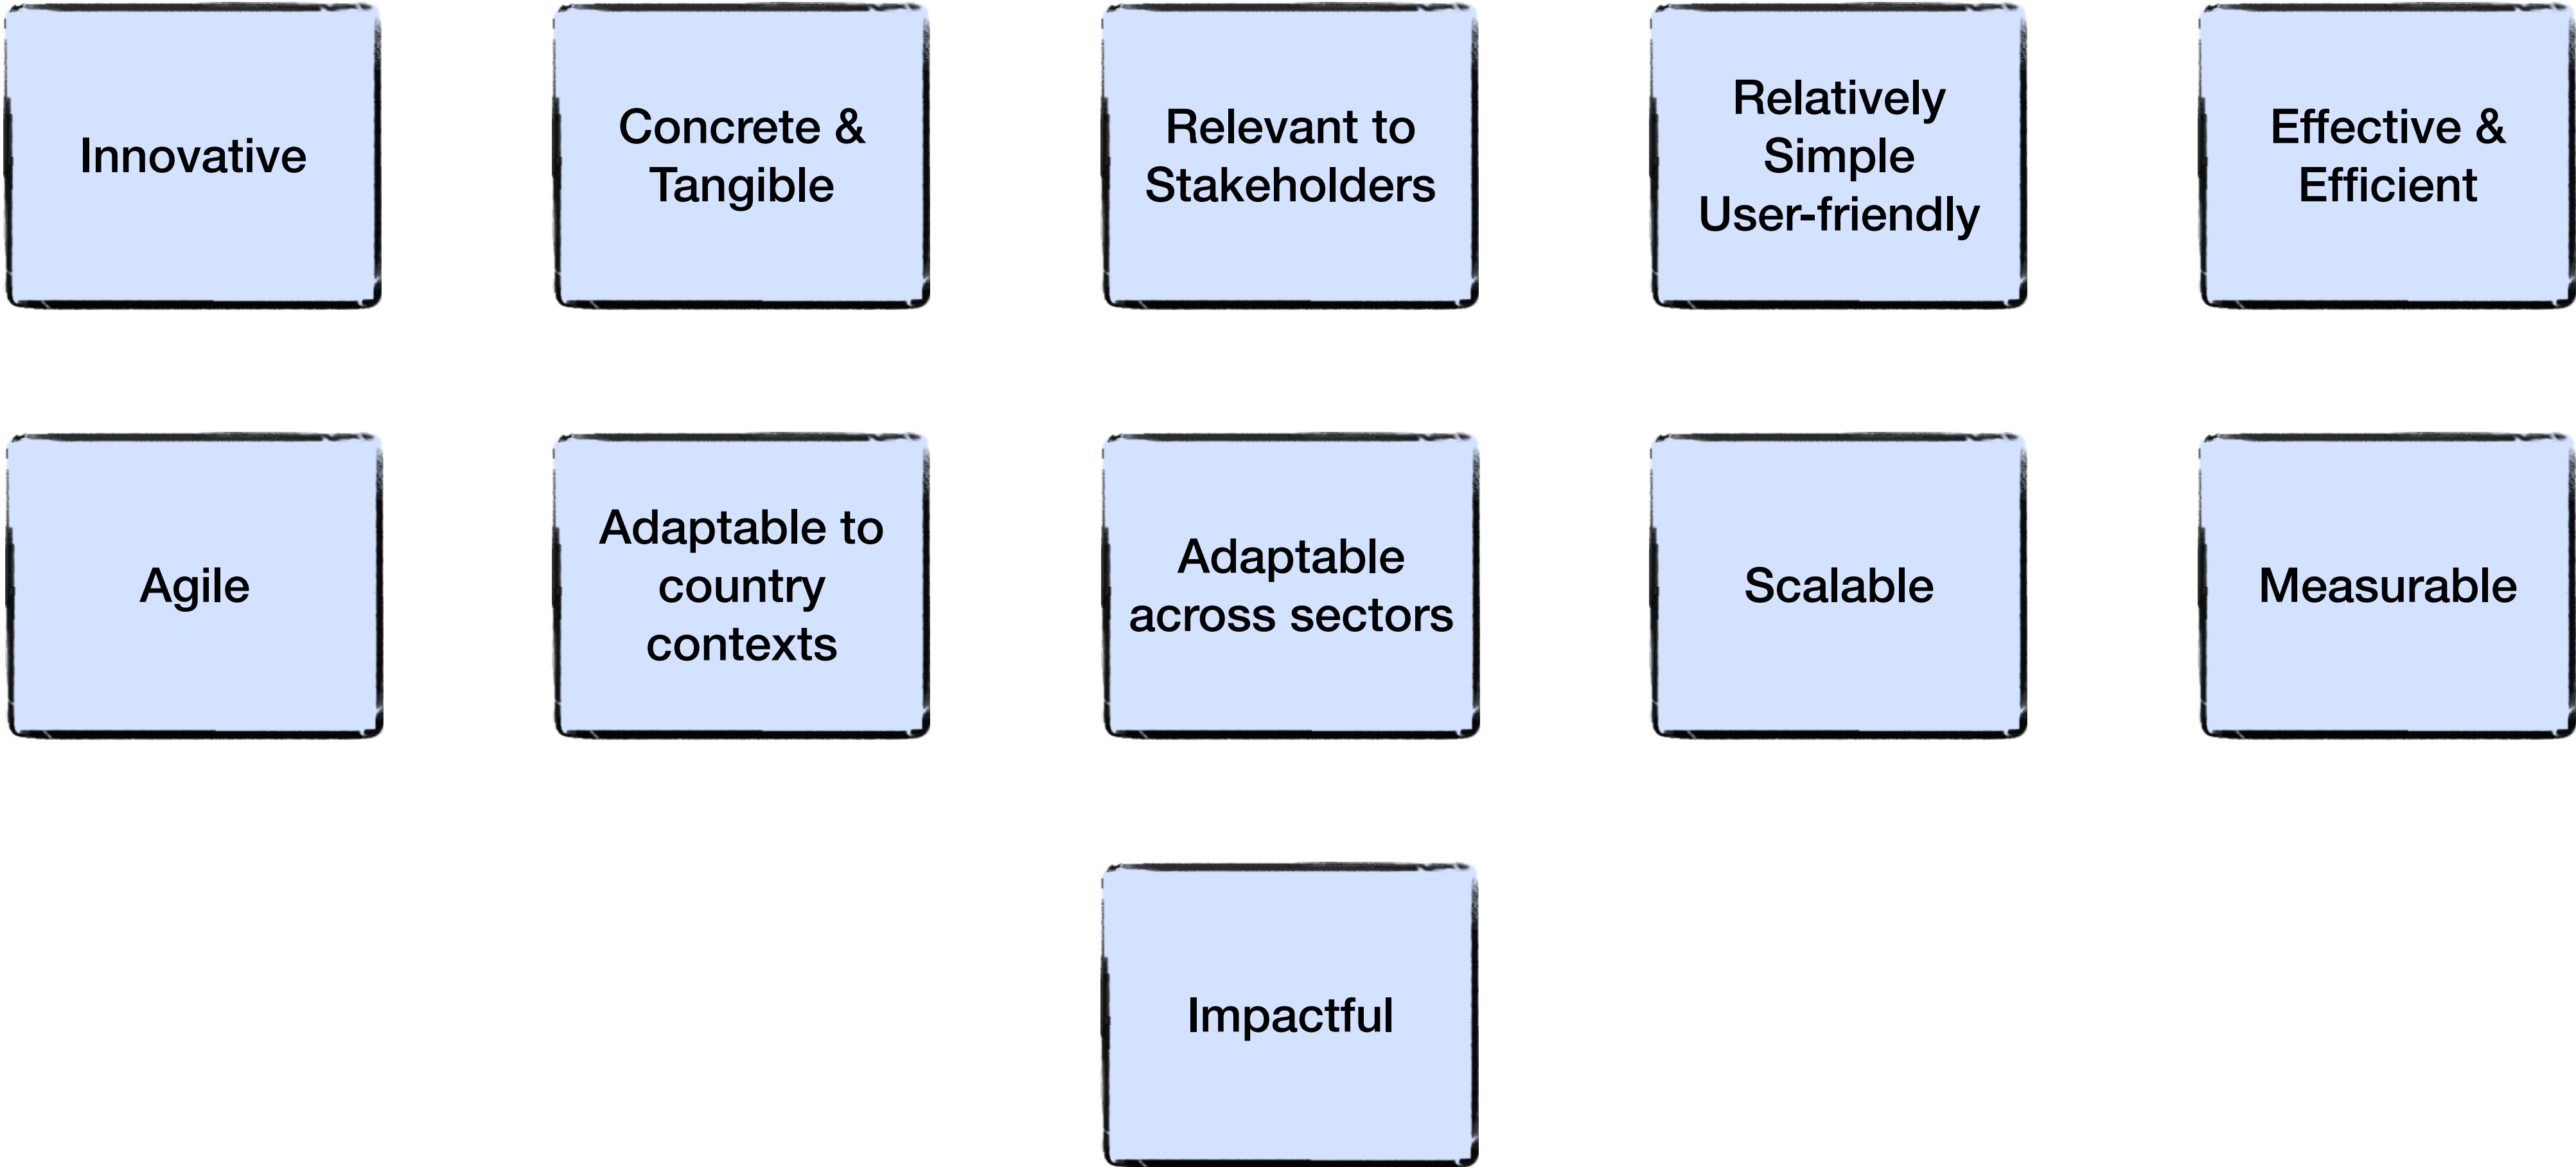 Innovative
Concrete &
Tangible
Relevant to
Stakeholders
Relatively
Simple
User-friendly
Effective &
Efficient
Agile
Adaptable to
country
contexts
Adaptable
across sectors
Scalable
Measurable
Impactful